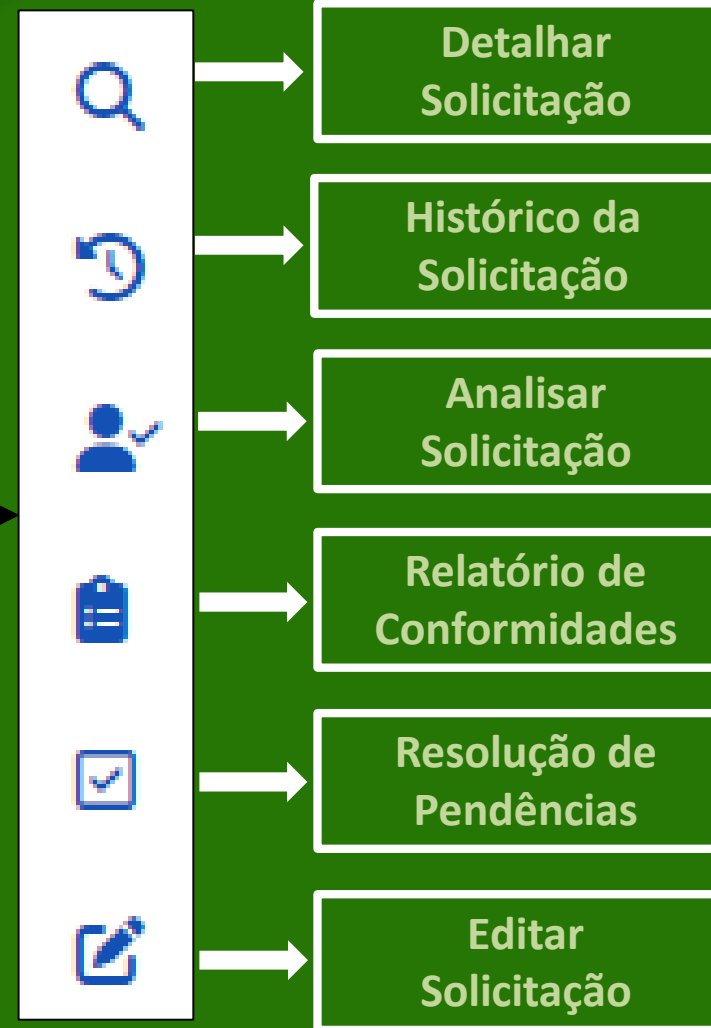 Detalhar
Solicitação
Histórico da
Solicitação
Analisar
Solicitação
Relatório de
Conformidades
Resolução de
Pendências
Editar
Solicitação